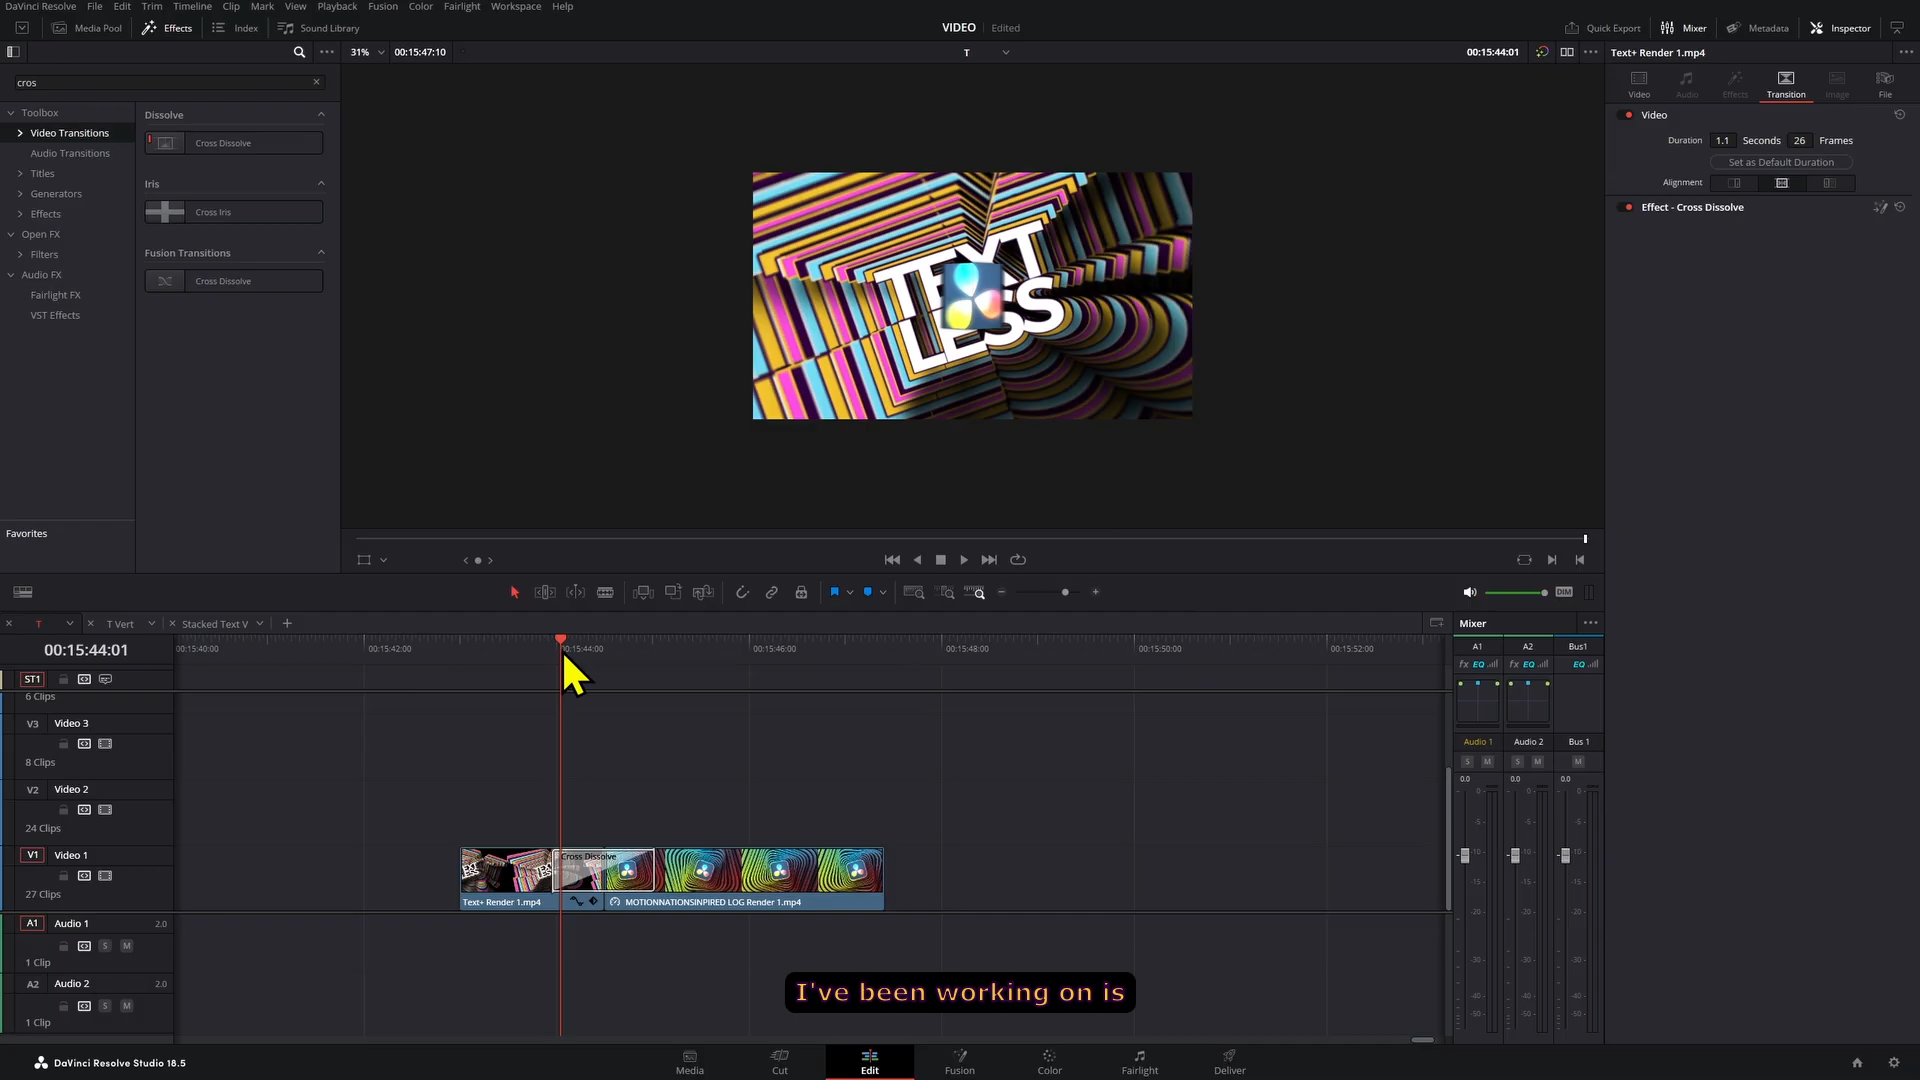 DaVinci Resolve File Edit Trim Timeline Clip Mark View Playback Fusion Color Fairlight Workspace Help
Media Pool Effects Index Sound Library VIDEO Edited Quick Export Mixer Metadata Inspector
31% 00:15:47:10 T 00:15:44:01 Text+ Render 1.mp4
cros
Video Audio Effects Transition Image File
Toolbox
Video Transitions
Audio Transitions
Titles
Generators
Effects
Open FX
Filters
Audio FX
Fairlight FX
VST Effects
Favorites
Dissolve
Cross Dissolve
Iris
Cross Iris
Fusion Transitions
Cross Dissolve
TEXT
LESS
Video
Duration 1.1 Seconds 26 Frames
Set as Default Duration
Alignment
Effect - Cross Dissolve
DIM
T T Vert Stacked Text V
00:15:44:01
00:15:40:00 00:15:42:00 00:15:44:00 00:15:46:00 00:15:48:00 00:15:50:00 00:15:52:00
ST1
6 Clips
V3 Video 3
8 Clips
V2 Video 2
24 Clips
V1 Video 1
27 Clips
Cross Dissolve
Text+ Render 1.mp4 MOTIONNATIONSINPIRED LOG Render 1.mp4
A1 Audio 1 2.0
S M
1 Clip
A2 Audio 2 2.0
S M
1 Clip
Mixer
A1 A2 Bus1
fx EQ fx EQ EQ
Audio 1 Audio 2 Bus 1
S M S M M
0.0 0.0 0.0
0 0 0
-5 -5 -5
-10 -10 -10
-15 -15 -15
-20 -20 -20
-30 -30 -30
-40 -40 -40
-50 -50 -50
I've been working on is
DaVinci Resolve Studio 18.5
Media Cut Edit Fusion Color Fairlight Deliver